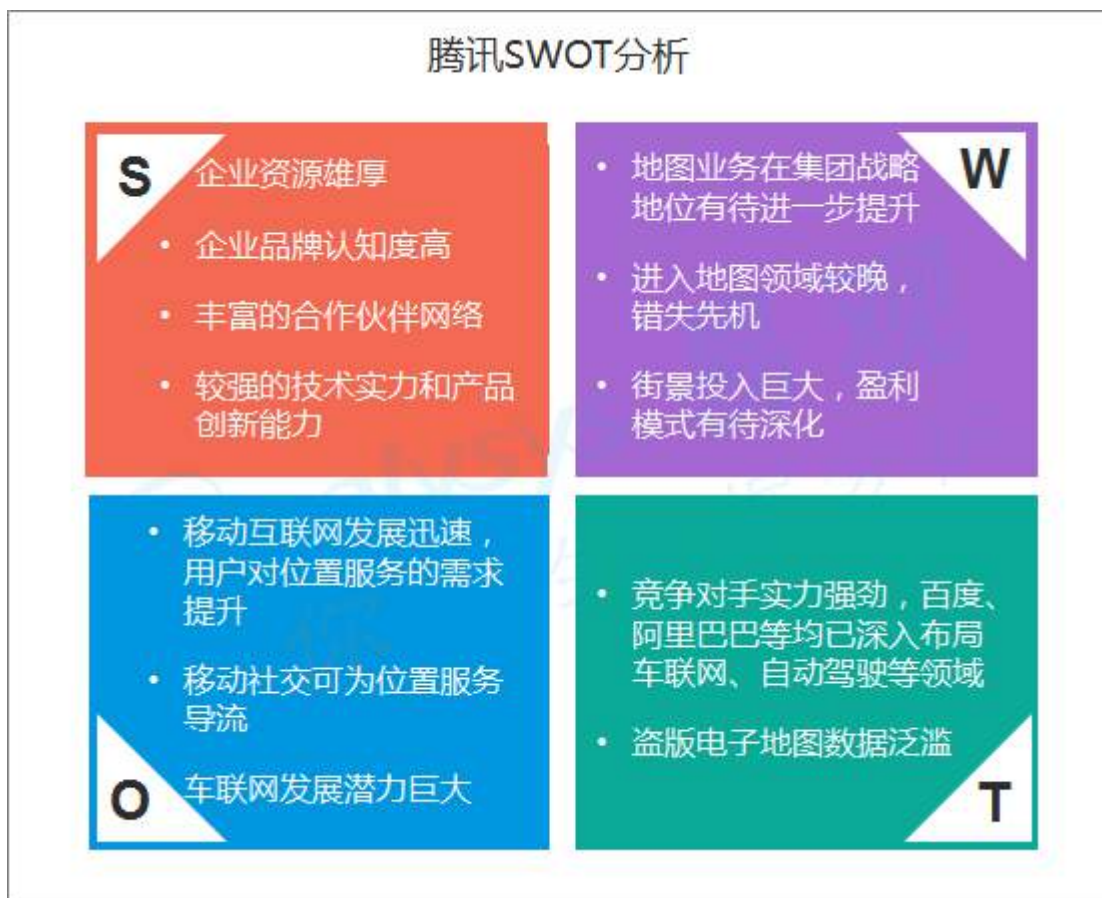 腾讯SWOT分析
S
企业资源雄厚
• 企业品牌认知度高
• 丰富的合作伙伴网络
• 较强的技术实力和产品
创新能力
W
• 地图业务在集团战略
地位有待进一步提升
• 进入地图领域较晚，
错失先机
• 街景投入巨大，盈利
模式有待深化
O
• 移动互联网发展迅速，
用户对位置服务的需求
提升
• 移动社交可为位置服务
导流
车联网发展潜力巨大
T
• 竞争对手实力强劲，百度、
阿里巴巴等均已深入布局
车联网、自动驾驶等领域
• 盗版电子地图数据泛滥